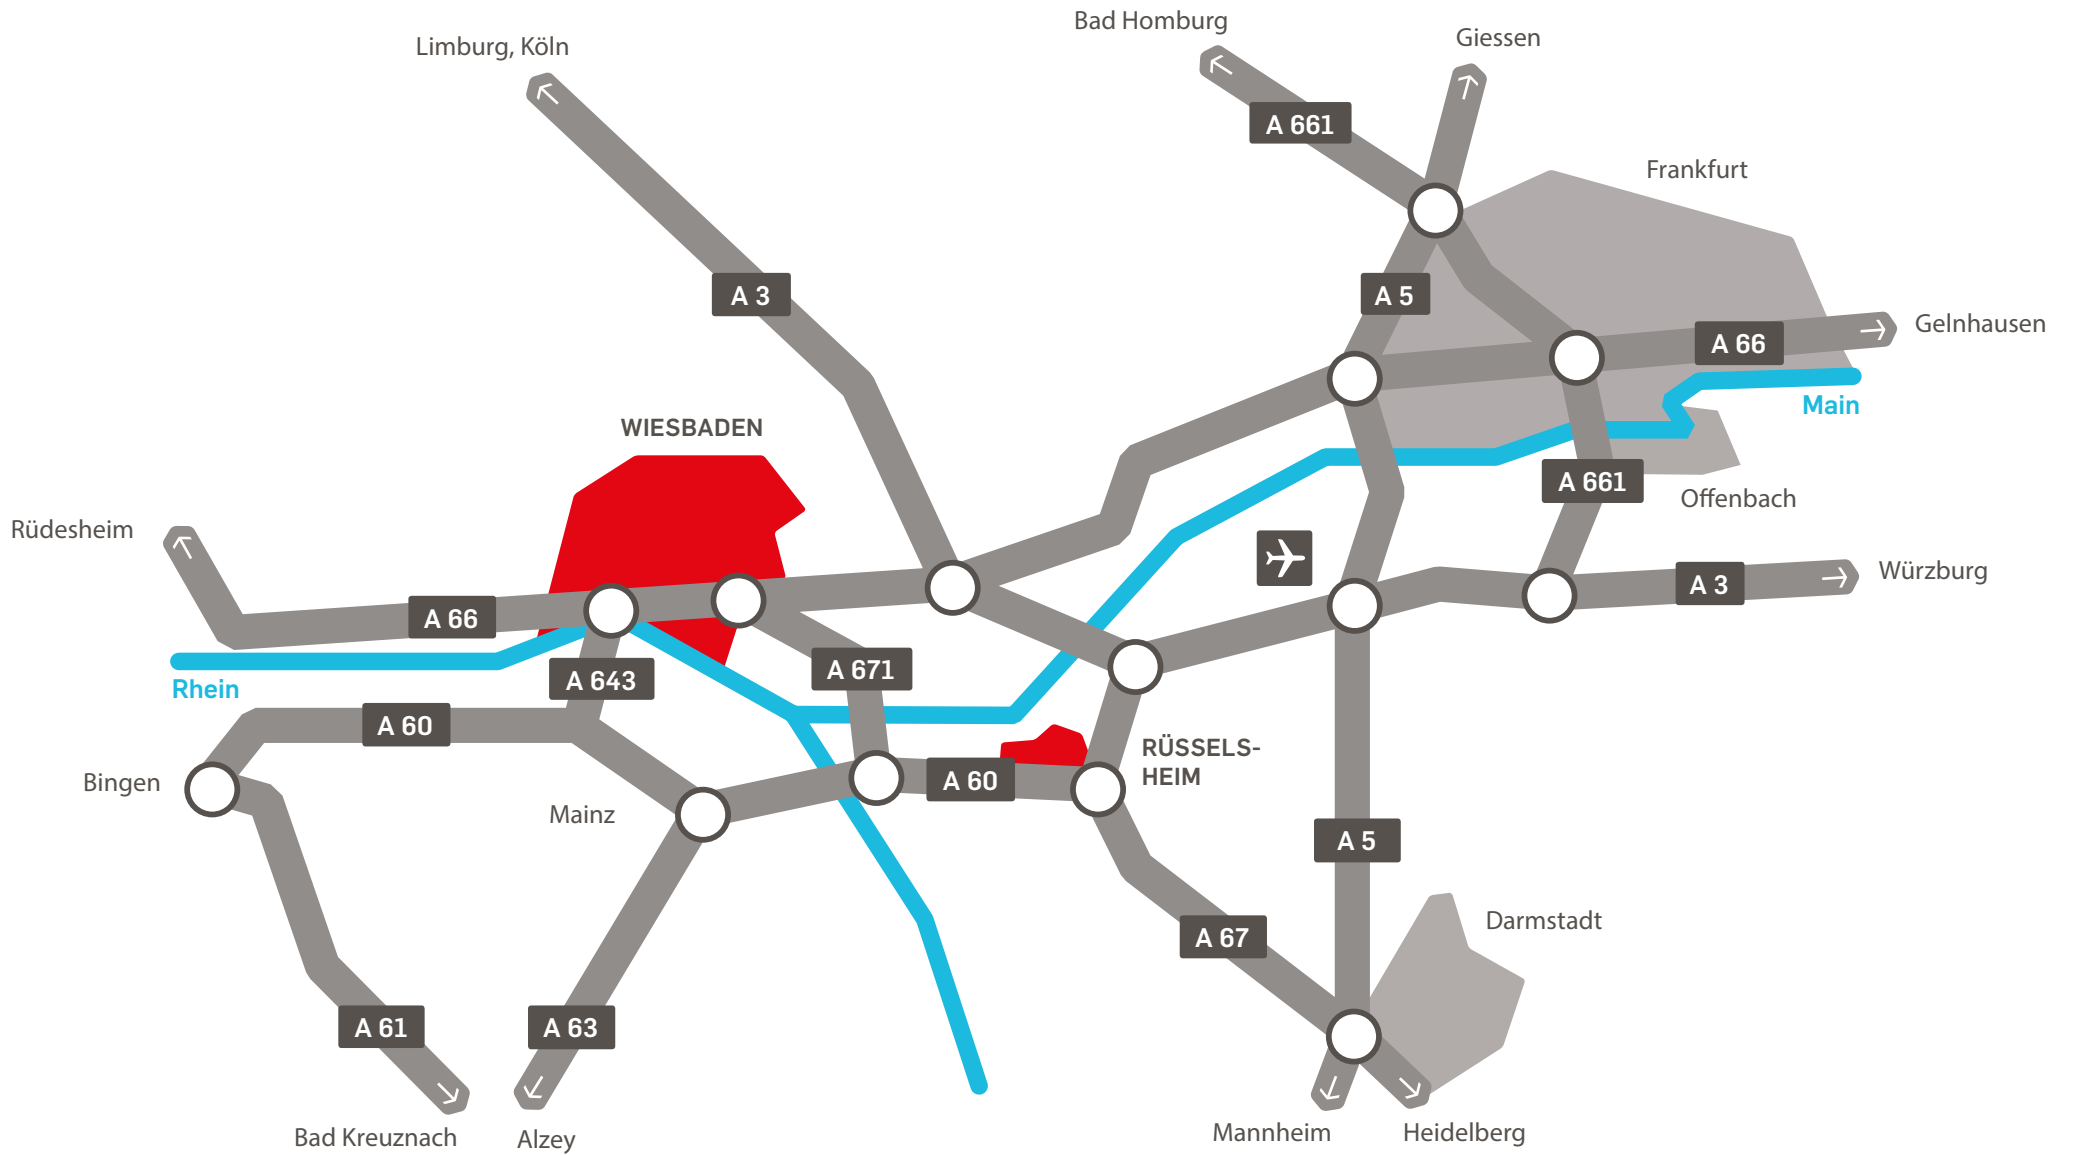 Bad Homburg
Giessen
Limburg, Köln
A 661
Frankfurt
A 3
A 5
Gelnhausen
A 66
Main
WIESBADEN
A 661
Offenbach
Rüdesheim
Würzburg
A 3
A 66
A 671
A 643
Rhein
A 60
RÜSSELS-
HEIM
A 60
Bingen
Mainz
A 5
Darmstadt
A 67
A 61
A 63
Bad Kreuznach
Alzey
Mannheim
Heidelberg